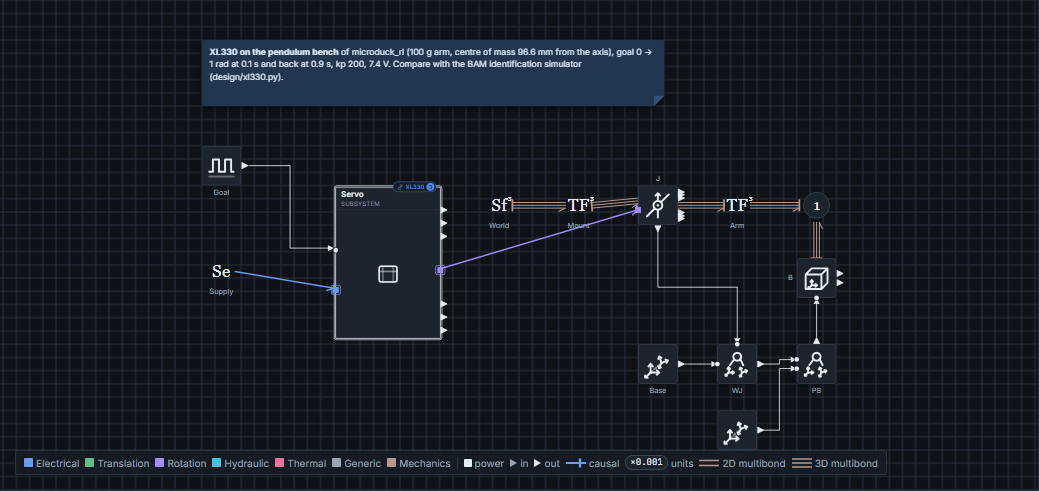 XL330 on the pendulum bench of microduck_rl (100 g arm, centre of mass 96.6 mm from the axis), goal 0 →
1 rad at 0.1 s and back at 0.9 s, kp 200, 7.4 V. Compare with the BAM identification simulator
(design/xl330.py).
Goal
XL330
Servo
SUBSYSTEM
J
Sf³ TF³ TF³ 1
World Mount Arm
Se
Supply
B
Base WJ PB
Electrical Translation Rotation Hydraulic Thermal Generic Mechanics power in out causal ×0.001 units 2D multibond 3D multibond